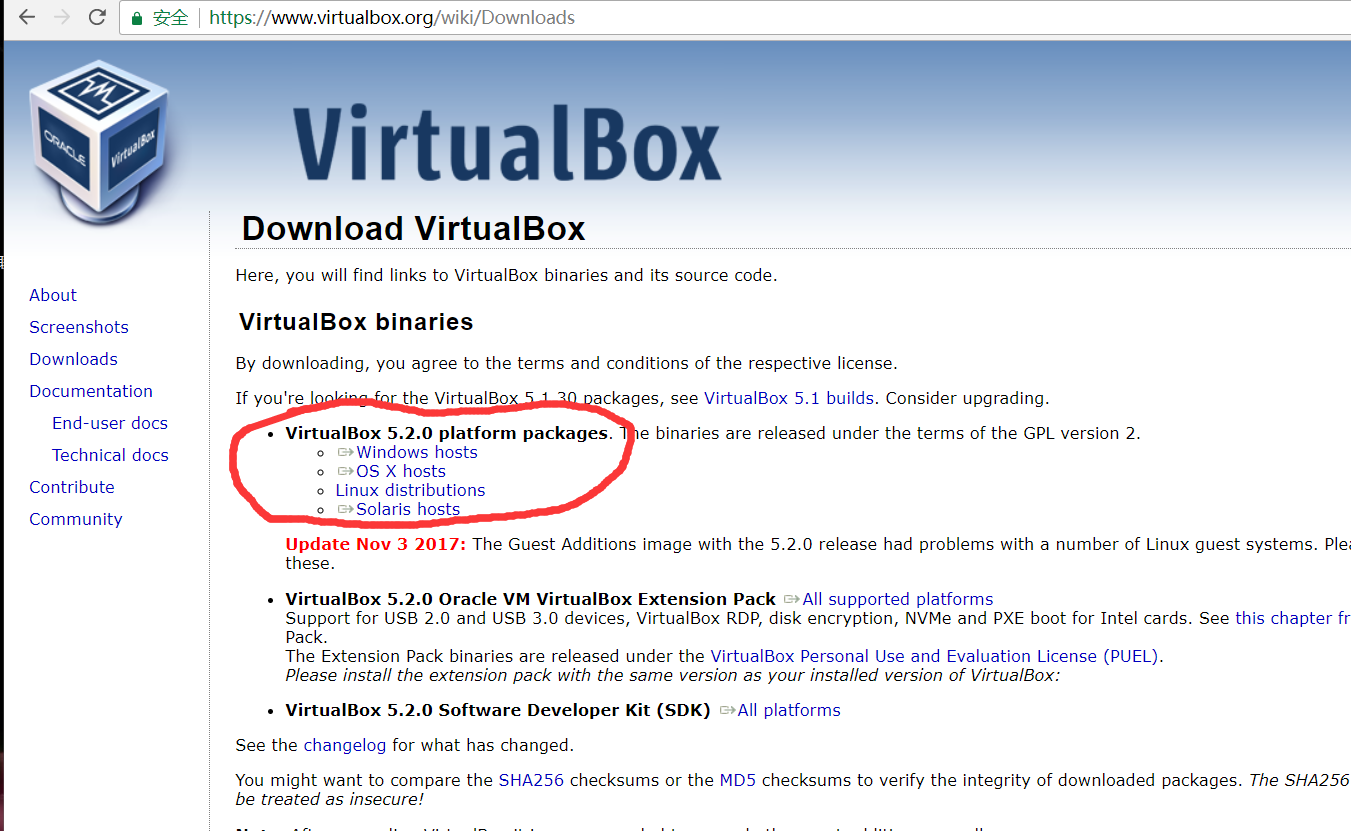 安全 https://www.virtualbox.org/wiki/Downloads
ORACLE
VirtualBox
VirtualBox
Download VirtualBox
Here, you will find links to VirtualBox binaries and its source code.
About
Screenshots
Downloads
Documentation
End-user docs
Technical docs
Contribute
Community
VirtualBox binaries
By downloading, you agree to the terms and conditions of the respective license.
If you're looking for the VirtualBox 5.1.30 packages, see VirtualBox 5.1 builds. Consider upgrading.
VirtualBox 5.2.0 platform packages. The binaries are released under the terms of the GPL version 2.
Windows hosts
OS X hosts
Linux distributions
Solaris hosts
Update Nov 3 2017: The Guest Additions image with the 5.2.0 release had problems with a number of Linux guest systems.
these.
VirtualBox 5.2.0 Oracle VM VirtualBox Extension Pack All supported platforms
Support for USB 2.0 and USB 3.0 devices, VirtualBox RDP, disk encryption, NVMe and PXE boot for Intel cards. See this chapter
Pack.
The Extension Pack binaries are released under the VirtualBox Personal Use and Evaluation License (PUEL).
Please install the extension pack with the same version as your installed version of VirtualBox:
VirtualBox 5.2.0 Software Developer Kit (SDK) All platforms
See the changelog for what has changed.
You might want to compare the SHA256 checksums or the MD5 checksums to verify the integrity of downloaded packages. The SHA256
be treated as insecure!